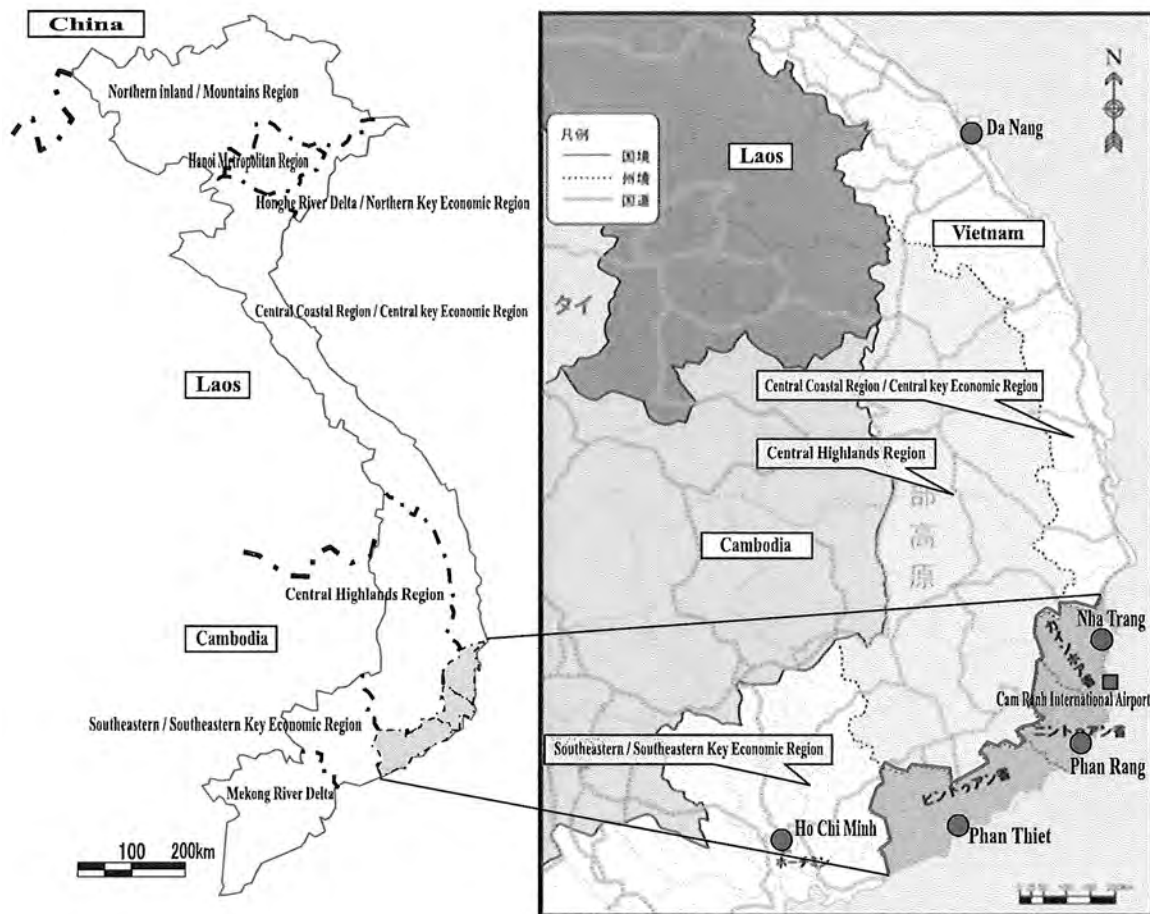 China
Northern inland / Mountains Region
Hanoi Metropolitan Region
Honghe River Delta / Northern Key Economic Region
Central Coastal Region / Central key Economic Region
Laos
Central Highlands Region
Cambodia
Southeastern / Southeastern Key Economic Region
Mekong River Delta
100 200km
N
Da Nang
凡例
国境
州境
国道
Laos
Vietnam
タイ
Central Coastal Region / Central key Economic Region
Central Highlands Region
部高原
Cambodia
Nha Trang
Cam Ranh International Airport
ニントゥアン省
Phan Rang
Southeastern / Southeastern Key Economic Region
ビントゥアン省
Ho Chi Minh
ホーチミン
Phan Thiet